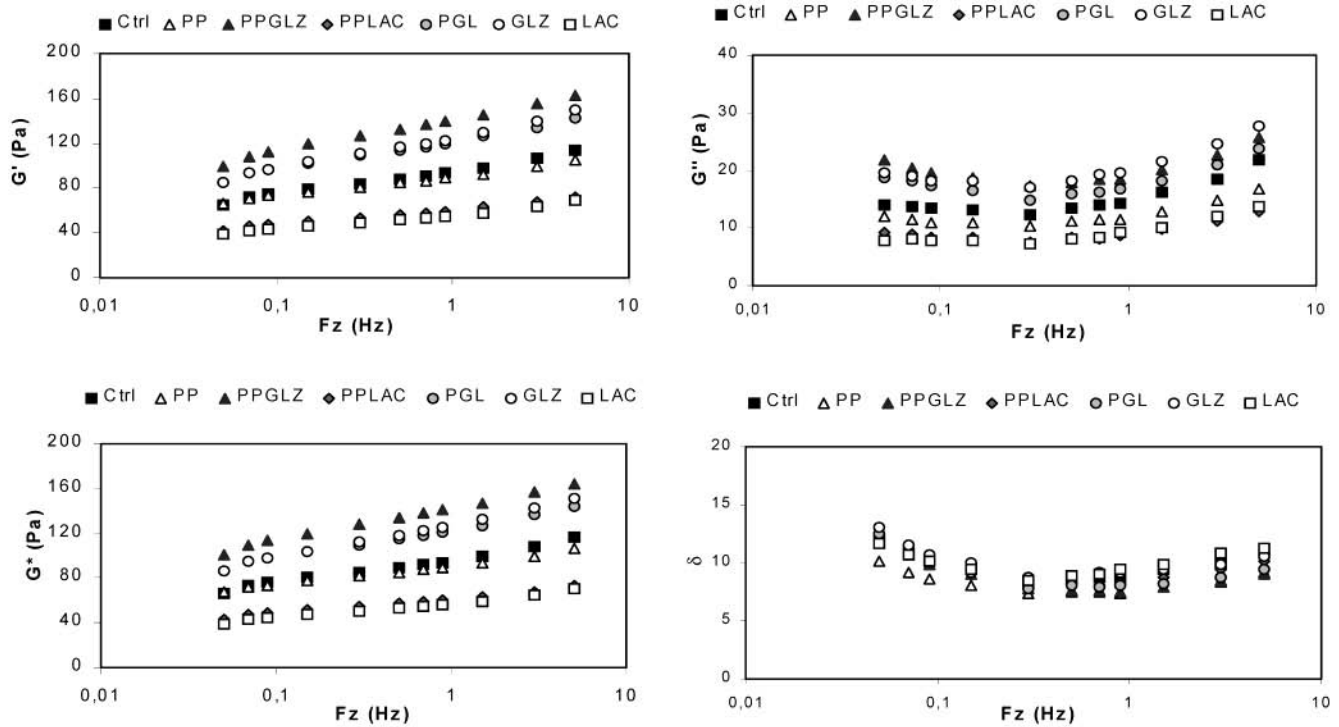 Ctrl PP PPGLZ PPLAC PGL GLZ LAC
200
160
120
80
40
0
G' (Pa)
0,01 0,1 1 10
Fz (Hz)
Ctrl PP PPGLZ PPLAC PGL GLZ LAC
40
30
20
10
0
G'' (Pa)
0,01 0,1 1 10
Fz (Hz)
Ctrl PP PPGLZ PPLAC PGL GLZ LAC
200
160
120
80
40
0
G* (Pa)
0,01 0,1 1 10
Fz (Hz)
Ctrl PP PPGLZ PPLAC PGL GLZ LAC
20
15
10
5
0
δ
0,01 0,1 1 10
Fz (Hz)